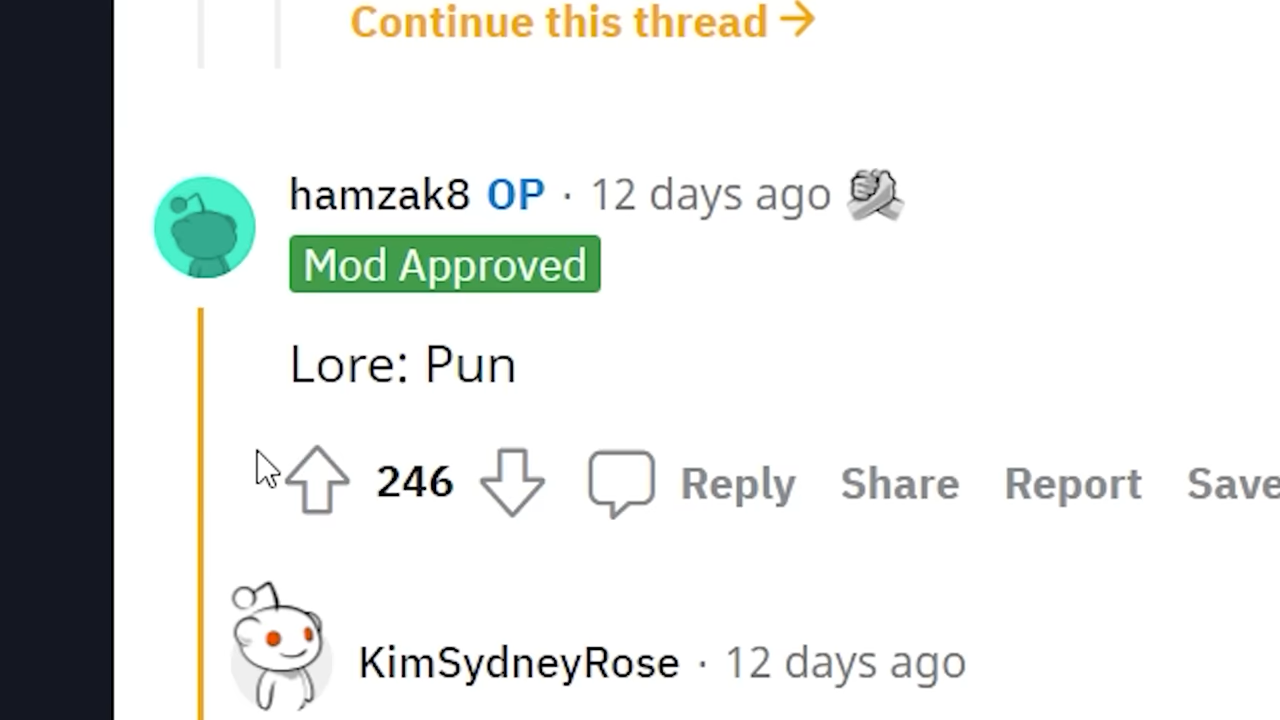 Continue this thread →
hamzak8 OP · 12 days ago
Mod Approved
Lore: Pun
246 Reply Share Report Save
KimSydneyRose · 12 days ago